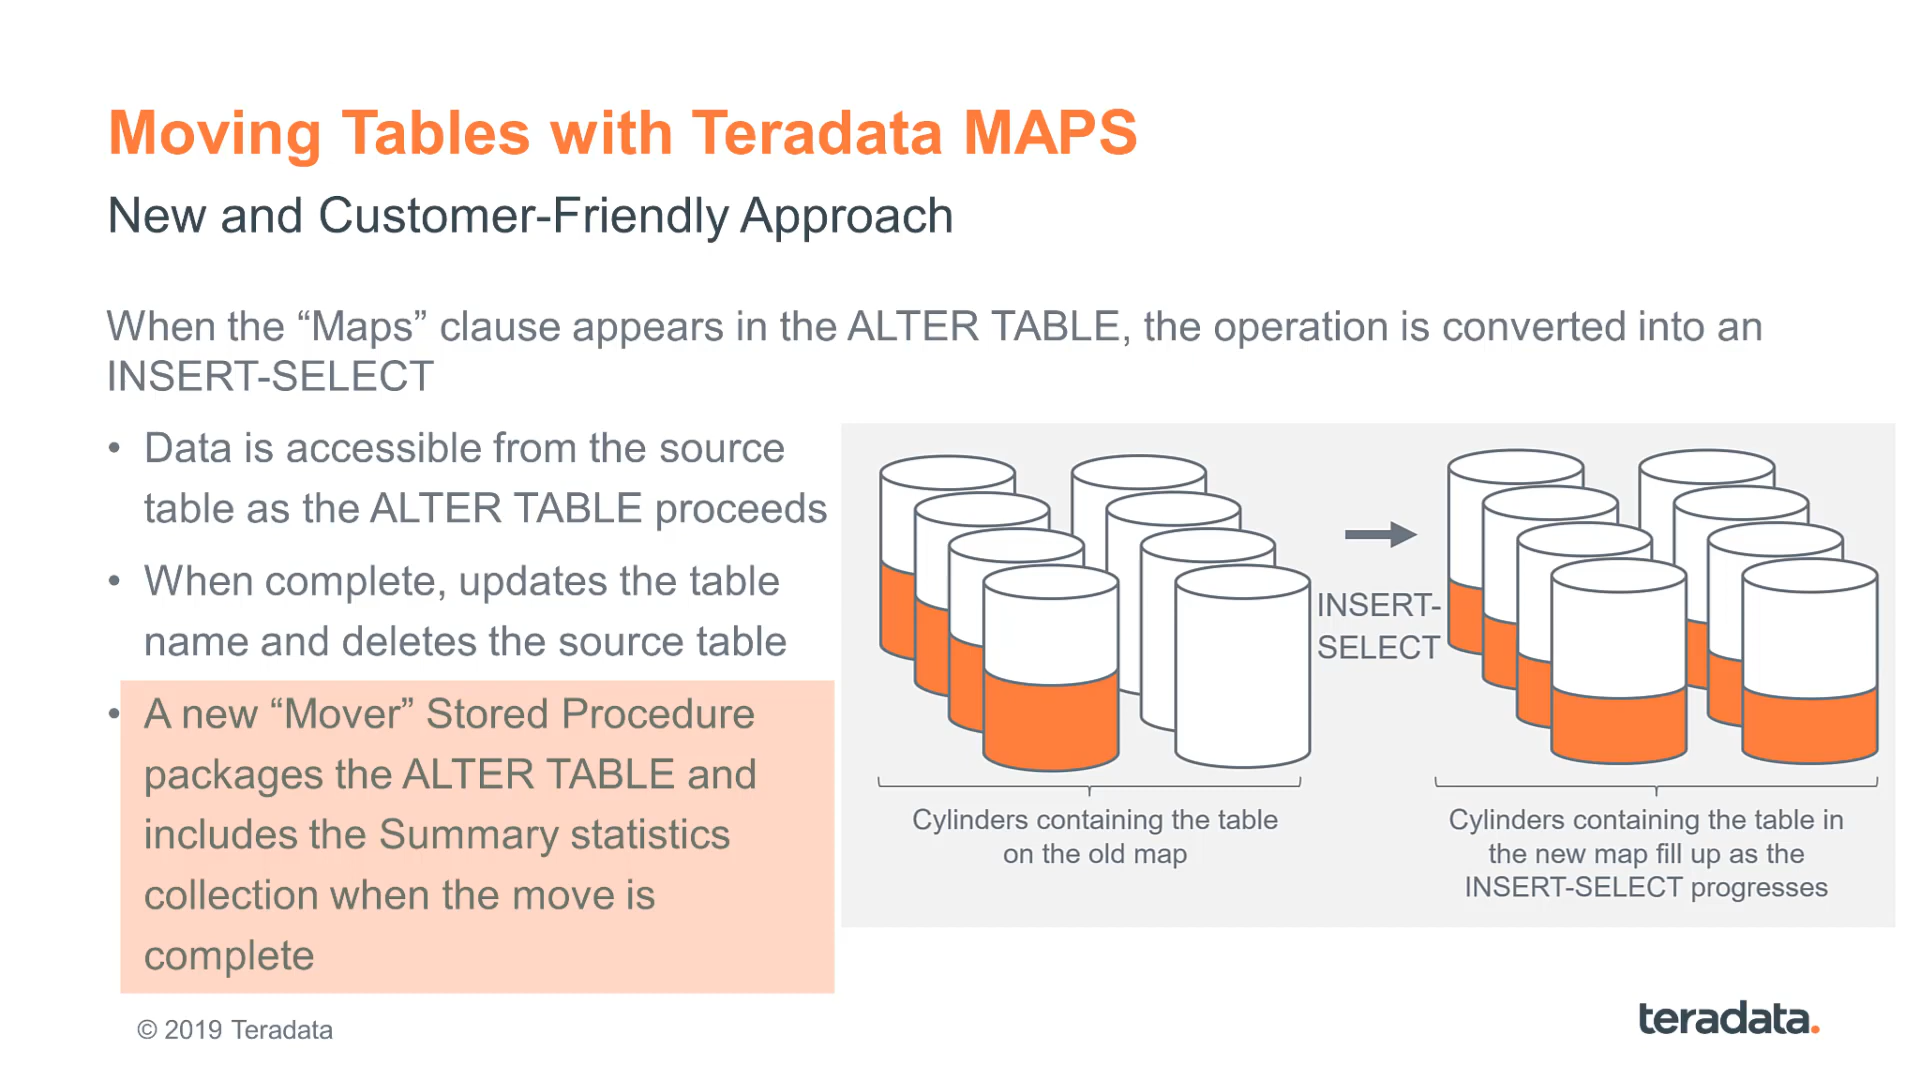 Moving Tables with Teradata MAPS
New and Customer-Friendly Approach
When the “Maps” clause appears in the ALTER TABLE, the operation is converted into an
INSERT-SELECT
• Data is accessible from the source
table as the ALTER TABLE proceeds
• When complete, updates the table
name and deletes the source table
• A new “Mover” Stored Procedure
packages the ALTER TABLE and
includes the Summary statistics
collection when the move is
complete
INSERT-
SELECT
Cylinders containing the table
on the old map
Cylinders containing the table in
the new map fill up as the
INSERT-SELECT progresses
© 2019 Teradata
teradata.